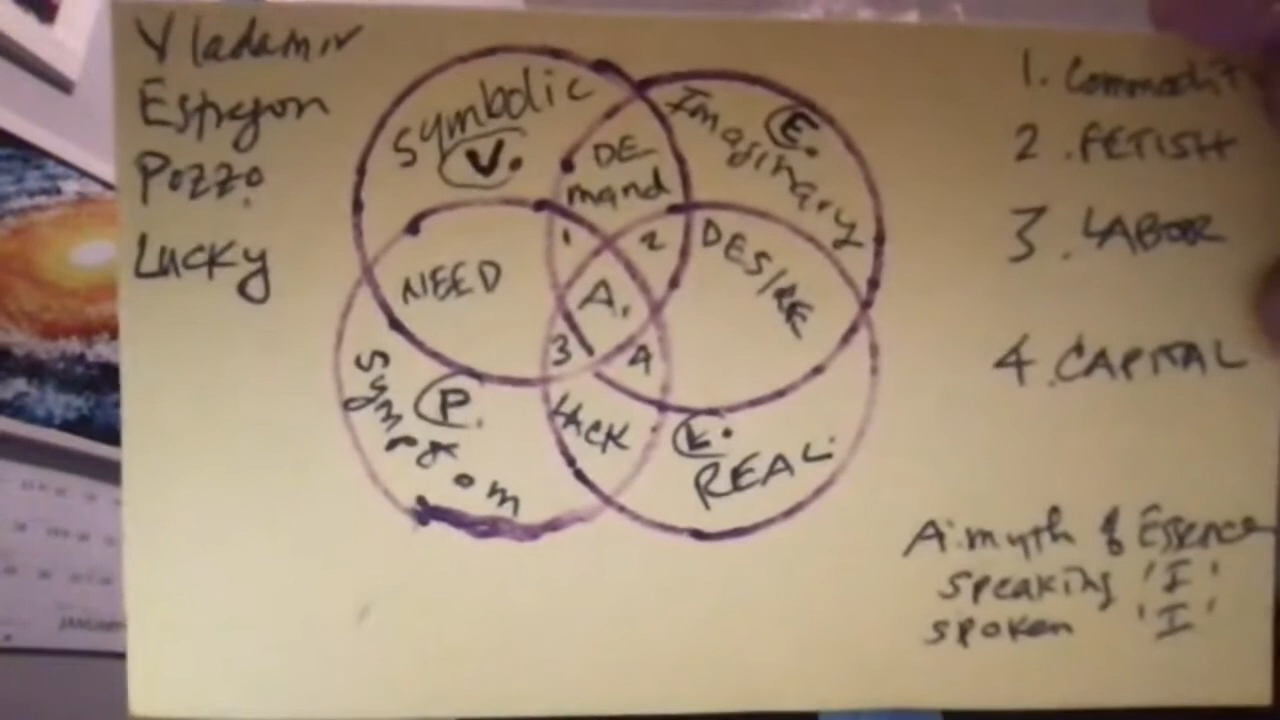 Vladamir
Estragon
Pozzo
Lucky
Symbolic
V.
DE
mand
Imaginary
E.
1
2
NEED
A.
DESIRE
3
4
Symptom
P.
LACK
L.
REAL
1. Commodit
2. FETISH
3. LABOR
4. CAPITAL
A: myth of Essence
speaking 'I'
spoken 'I'
JANUARY